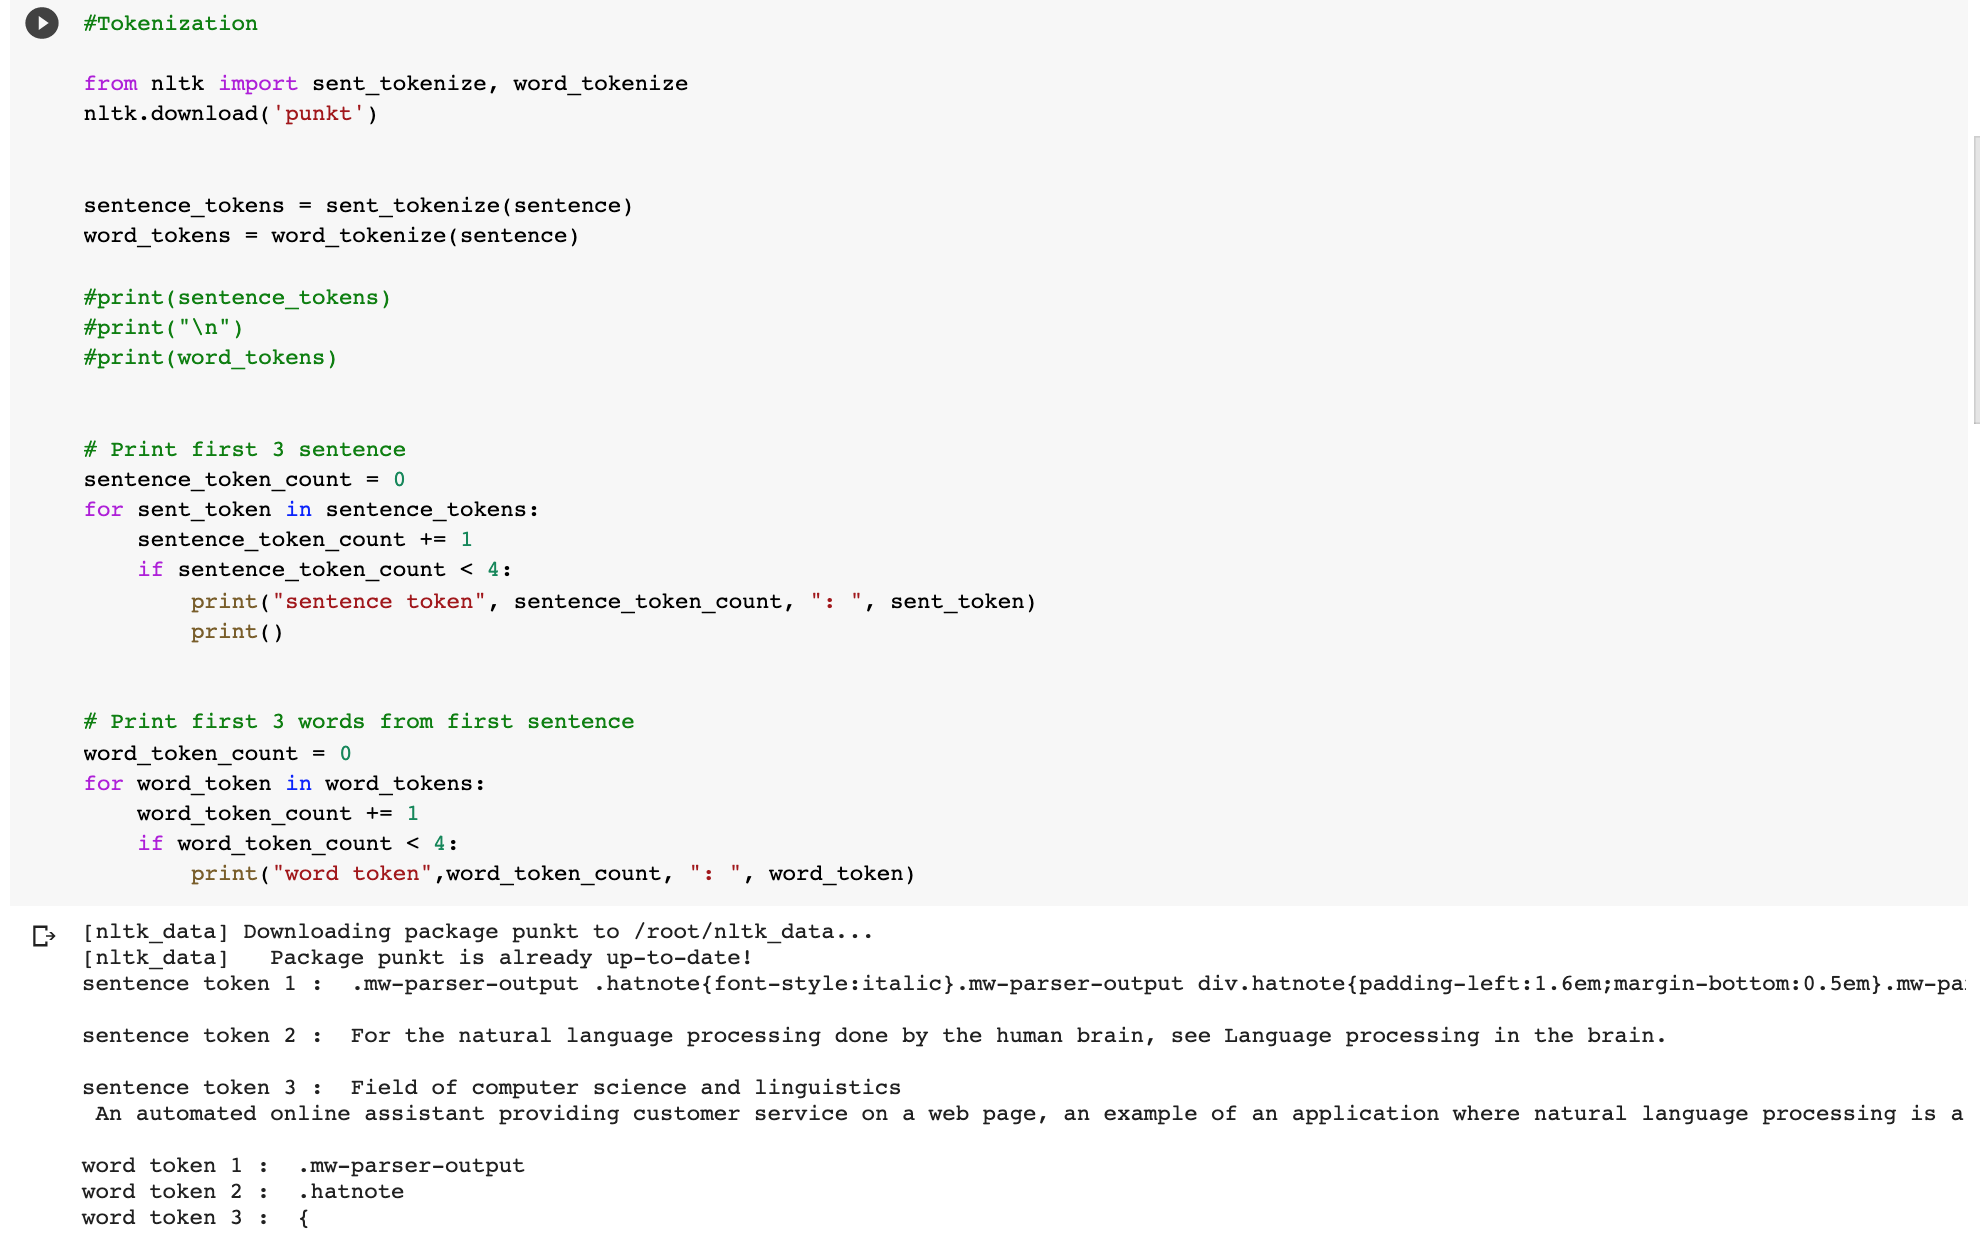 #Tokenization
from nltk import sent_tokenize, word_tokenize
nltk.download('punkt')
sentence_tokens = sent_tokenize(sentence)
word_tokens = word_tokenize(sentence)
#print(sentence_tokens)
#print("\n")
#print(word_tokens)
# Print first 3 sentence
sentence_token_count = 0
for sent_token in sentence_tokens:
    sentence_token_count += 1
    if sentence_token_count < 4:
        print("sentence token", sentence_token_count, ": ", sent_token)
        print()
# Print first 3 words from first sentence
word_token_count = 0
for word_token in word_tokens:
    word_token_count += 1
    if word_token_count < 4:
        print("word token",word_token_count, ": ", word_token)
[nltk_data] Downloading package punkt to /root/nltk_data...
[nltk_data]   Package punkt is already up-to-date!
sentence token 1 :  .mw-parser-output .hatnote{font-style:italic}.mw-parser-output div.hatnote{padding-left:1.6em;margin-bottom:0.5em}.mw-pa
sentence token 2 :  For the natural language processing done by the human brain, see Language processing in the brain.
sentence token 3 :  Field of computer science and linguistics
 An automated online assistant providing customer service on a web page, an example of an application where natural language processing is a
word token 1 :  .mw-parser-output
word token 2 :  .hatnote
word token 3 :  {